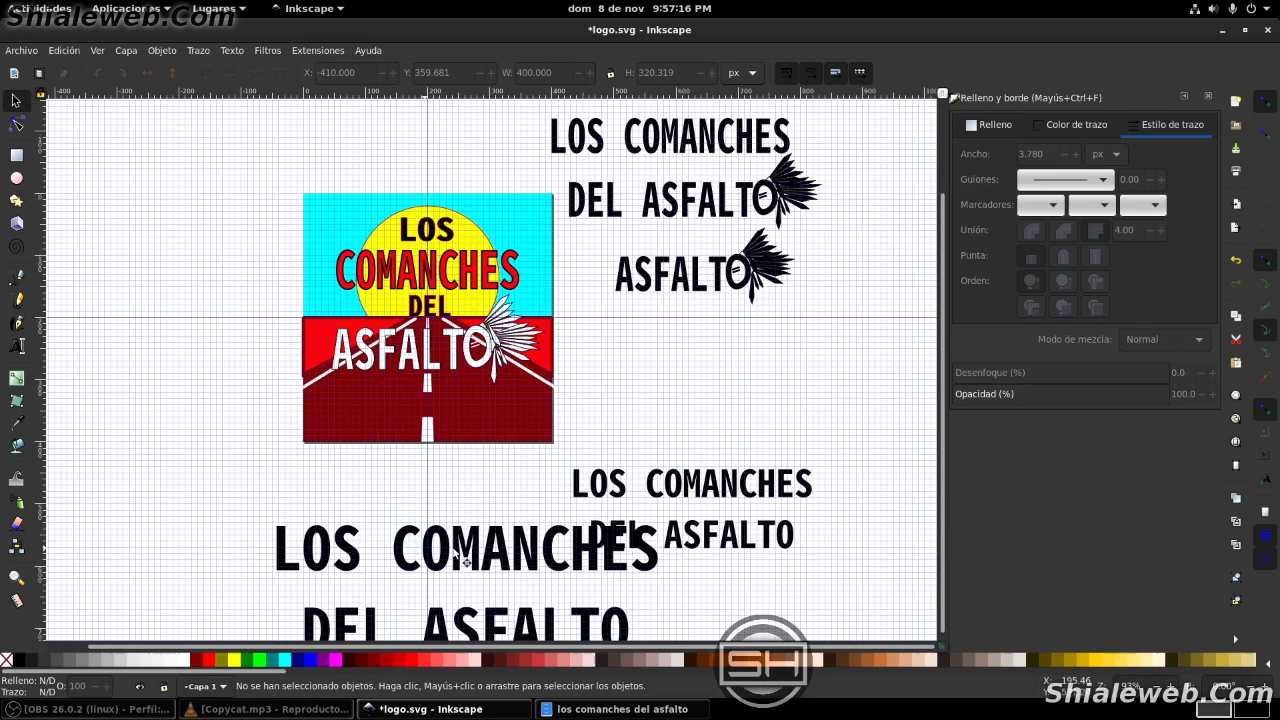 Actividades Aplicaciones Lugares Inkscape dom 8 de nov 9:57:16 PM
Shialeweb.Com
*logo.svg - Inkscape
Archivo Edición Ver Capa Objeto Trazo Texto Filtros Extensiones Ayuda
X: -410.000 Y: 359.681 W: 400.000 H: 320.319 px
Relleno y borde (Mayús+Ctrl+F)
Relleno Color de trazo Estilo de trazo
Ancho: 3.780 px
Guiones: 0.00
Marcadores:
Unión: 4.00
Punta:
Orden:
Modo de mezcla: Normal
Desenfoque (%) 0.0
Opacidad (%) 100.0
LOS COMANCHES
DEL ASFALTO
ASFALTO
LOS
COMANCHES
DEL
ASFALTO
LOS COMANCHES
DEL ASFALTO
LOS COMANCHES
DEL ASFALTO
SH
Relleno: N/D
Trazo: N/D
O: 100
Capa 1
No se han seleccionado objetos. Haga clic, Mayús+clic o arrastre para seleccionar los objetos.
X: 195.46
Shialeweb.Com
[OBS 26.0.2 (linux) - Perfil:... [Copycat.mp3 - Reproducto... *logo.svg - Inkscape los comanches del asfalto